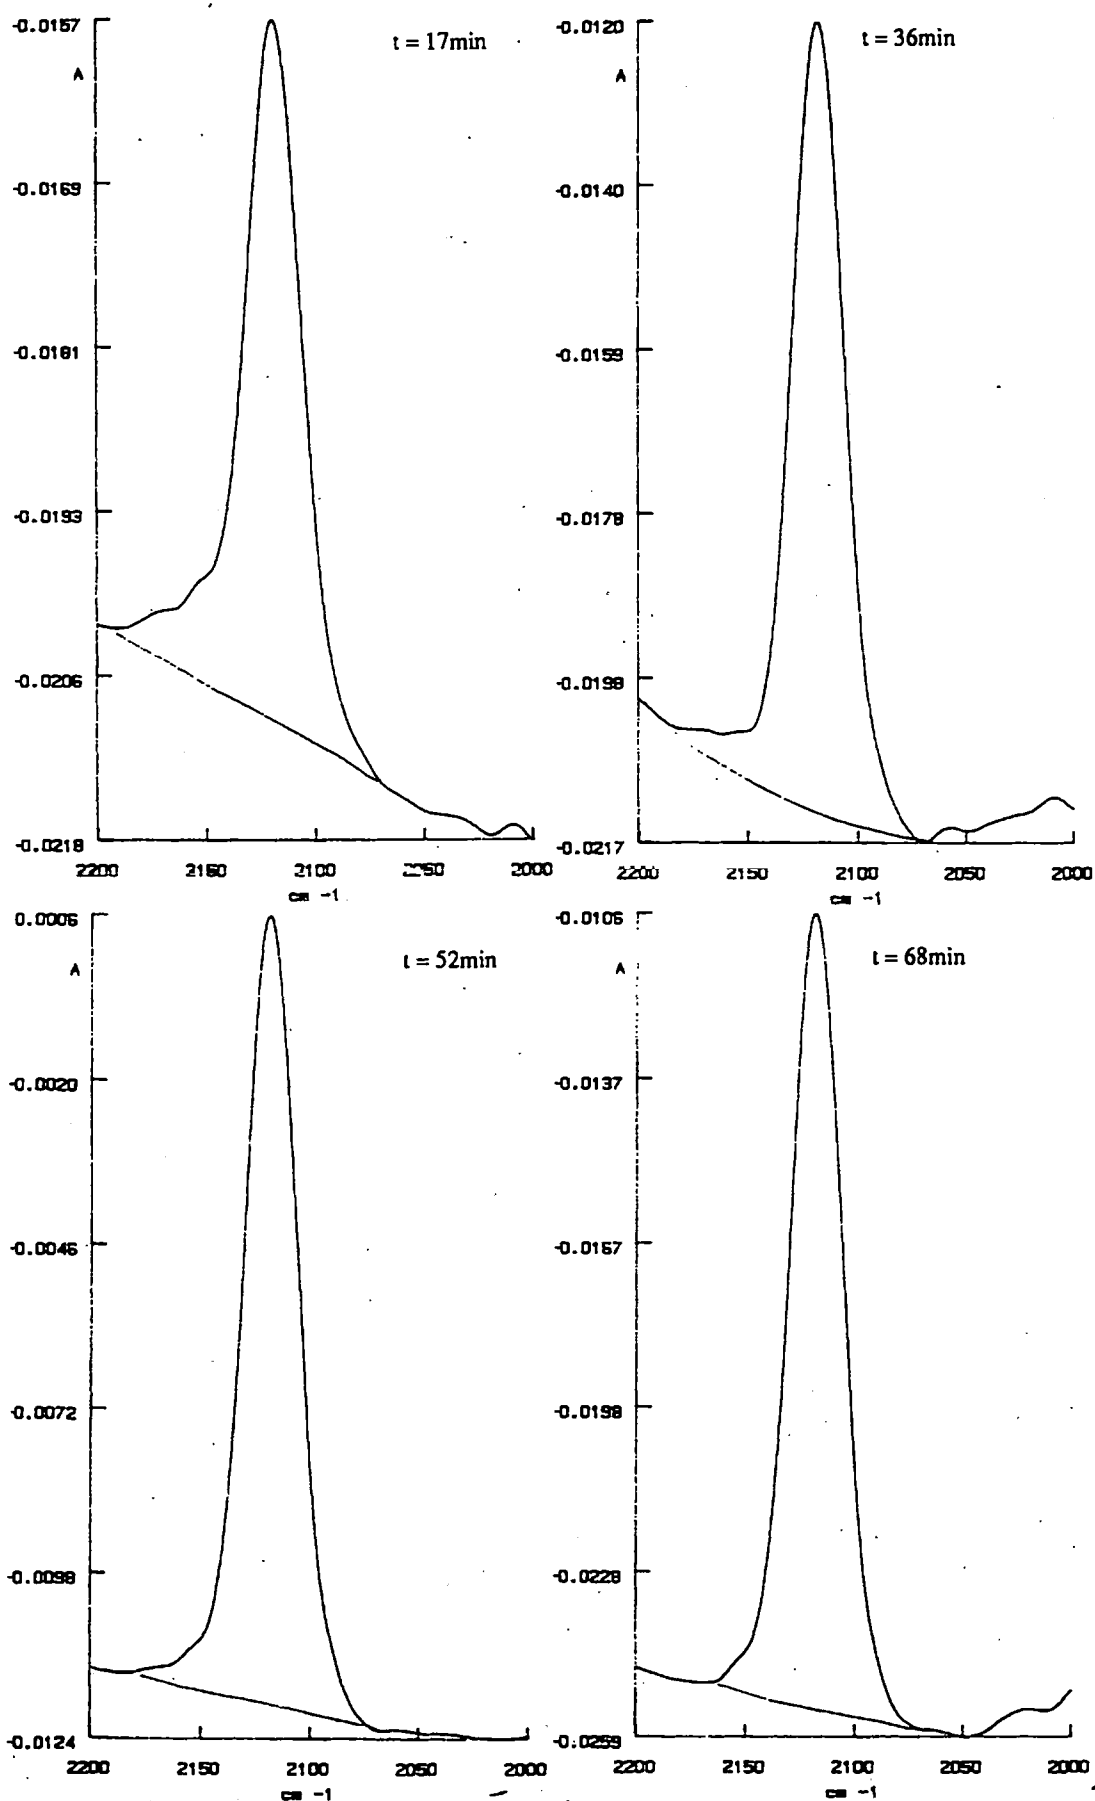 -0.0157
t = 17min
A
-0.0169
-0.0181
-0.0193
-0.0206
-0.0218
2200 2150 2100 2050 2000
cm -1
-0.0120
t = 36min
A
-0.0140
-0.0159
-0.0178
-0.0198
-0.0217
2200 2150 2100 2050 2000
cm -1
0.0006
t = 52min
A
-0.0020
-0.0046
-0.0072
-0.0098
-0.0124
2200 2150 2100 2050 2000
cm -1
-0.0106
t = 68min
A
-0.0137
-0.0167
-0.0198
-0.0228
-0.0259
2200 2150 2100 2050 2000
cm -1